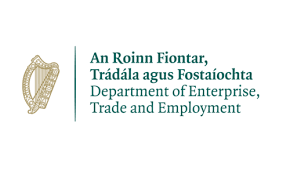 An Roinn Fiontar,
Trádála agus Fostaíochta
Department of Enterprise,
Trade and Employment